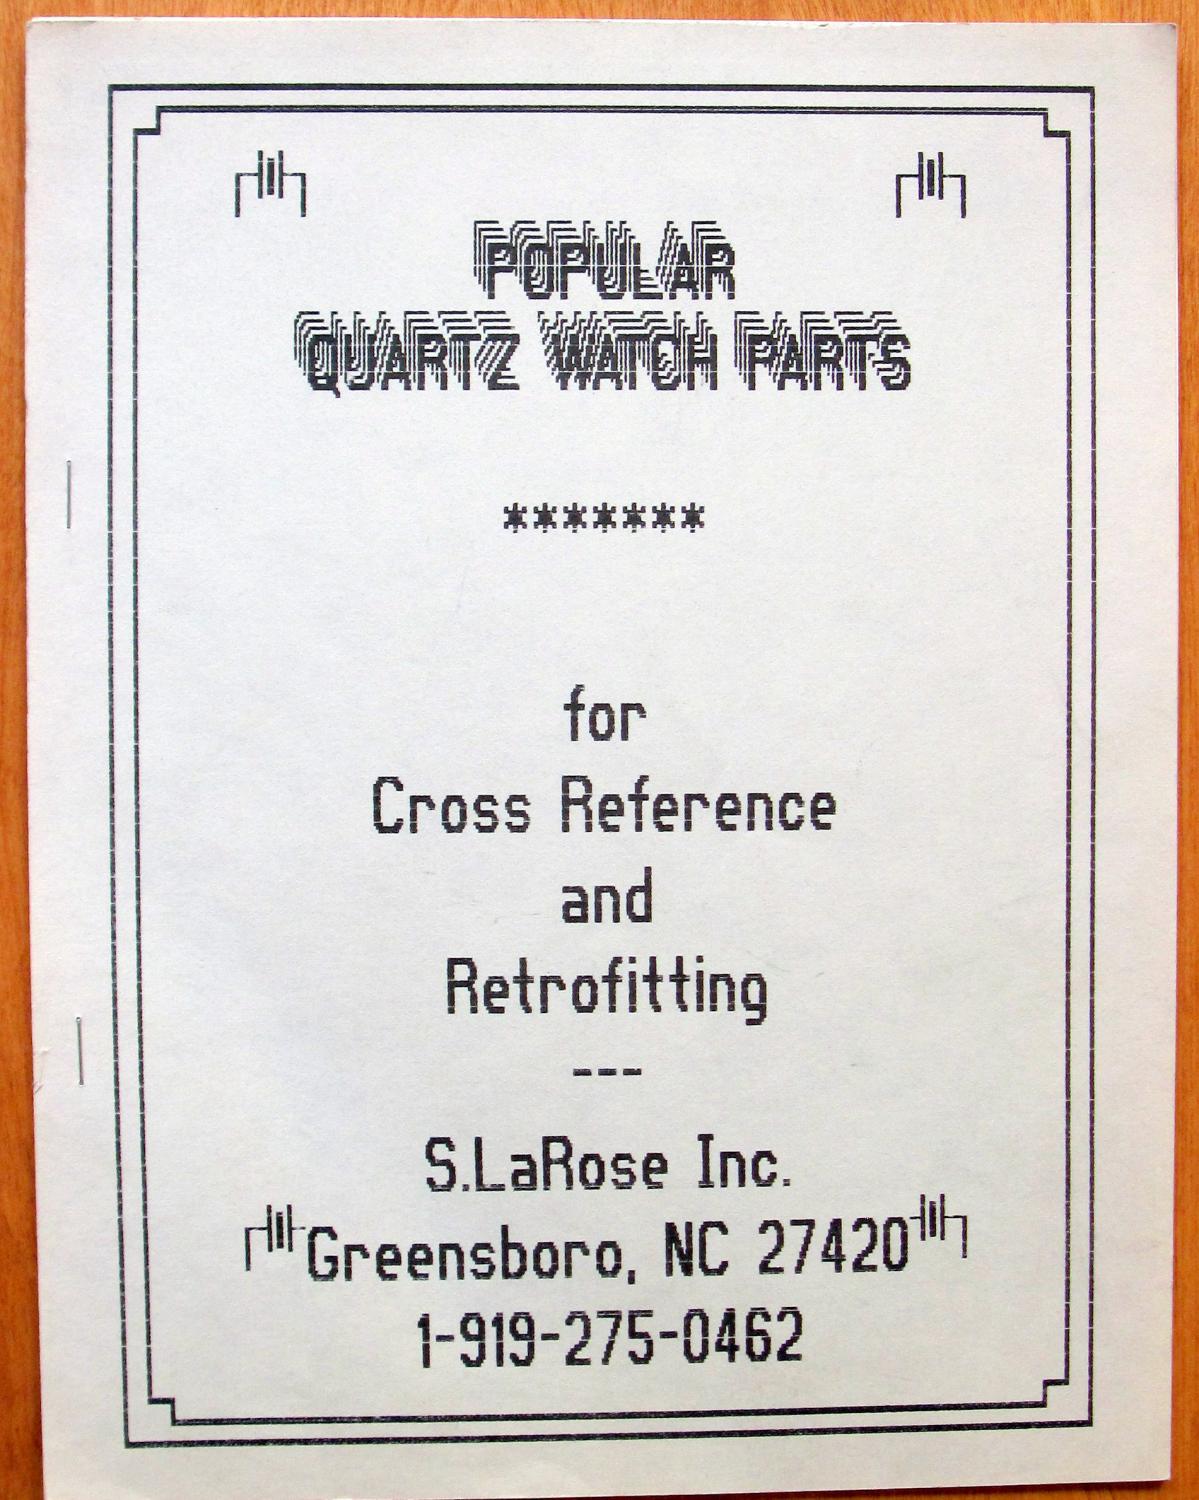 POPULAR
QUARTZ WATCH PARTS
*******
for
Cross Reference
and
Retrofitting
---
S.LaRose Inc.
Greensboro, NC 27420
1-919-275-0462